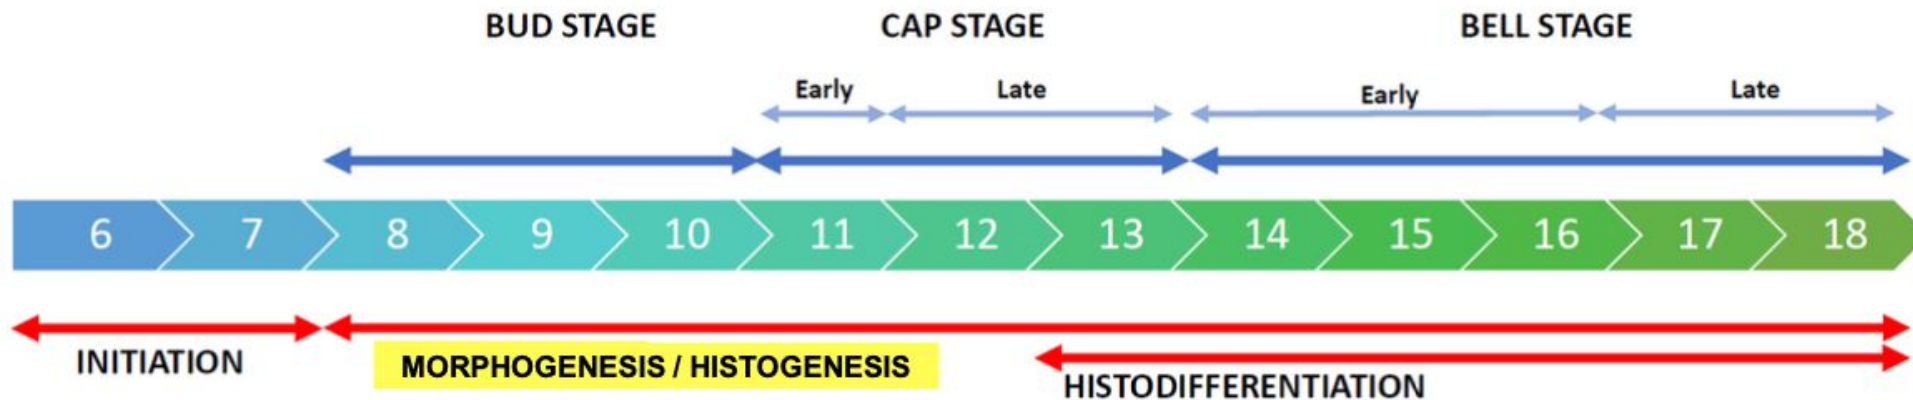 BUD STAGE CAP STAGE BELL STAGE
Early Late Early Late
6 7 8 9 10 11 12 13 14 15 16 17 18
INITIATION
MORPHOGENESIS / HISTOGENESIS
HISTODIFFERENTIATION